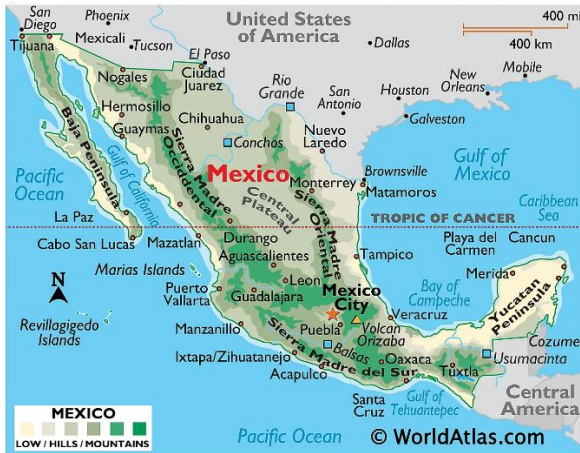 San
Diego
Phoenix
United States
of America
400 mi
400 km
Tijuana
Mexicali
Tucson
El Paso
Dallas
Nogales
Ciudad
Juarez
Rio
Grande
San
Antonio
Houston
New
Orleans
Mobile
Galveston
Hermosillo
Guaymas
Chihuahua
Conchos
Nuevo
Laredo
Baja Peninsula
Gulf of California
Sierra Madre
Occidental
Mexico
Central
Plateau
Sierra Madre
Oriental
Monterrey
Brownsville
Matamoros
Gulf of
Mexico
Pacific
Ocean
Caribbean
Sea
La Paz
TROPIC OF CANCER
Cabo San Lucas
Mazatlan
Durango
Aguascalientes
Tampico
Playa del
Carmen
Cancun
Marias Islands
Leon
Mexico
City
Bay of
Campeche
Merida
Yucatan
Peninsula
N
Puerto
Vallarta
Guadalajara
Veracruz
Revillagigedo
Islands
Manzanillo
Puebla
Volcan
Orizaba
Cozume
Balsas
Usumacinta
Ixtapa/Zihuatanejo
Sierra Madre del Sur
Oaxaca
Tuxtla
Acapulco
Santa
Cruz
Gulf of
Tehuantepec
Central
America
MEXICO
LOW / HILLS / MOUNTAINS
Pacific Ocean
© WorldAtlas.com